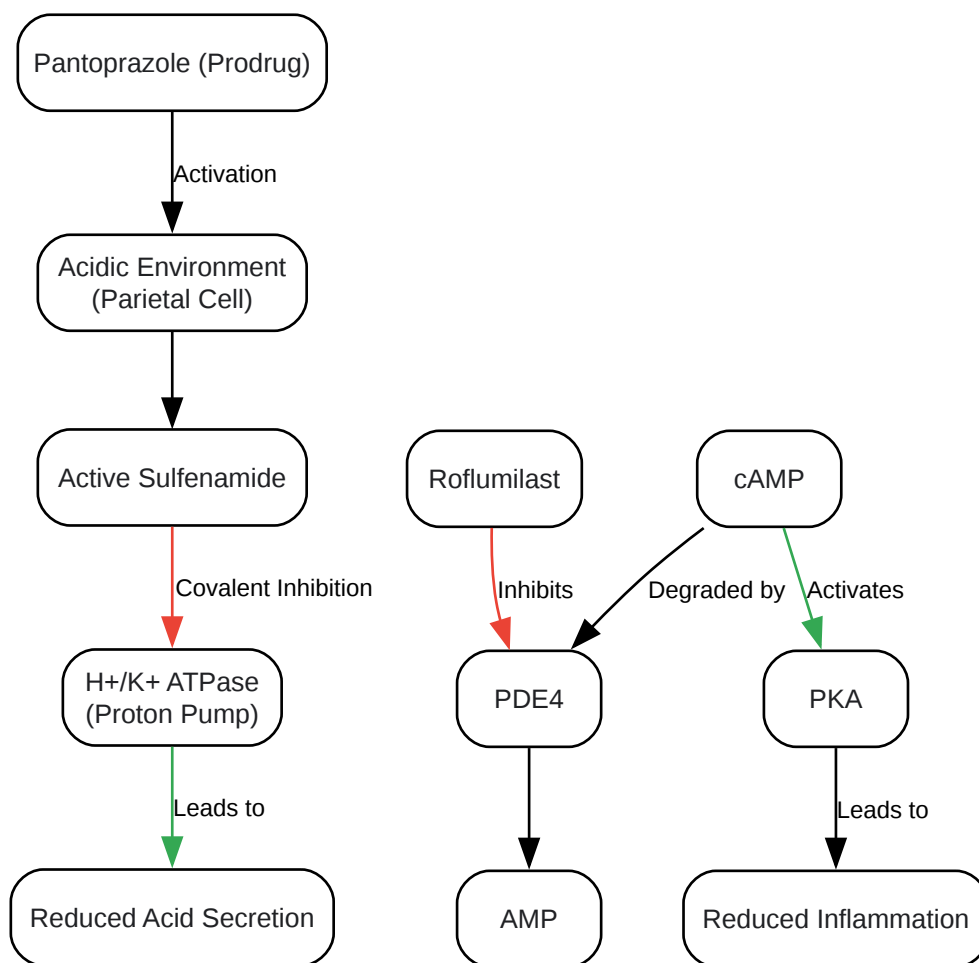 Pantoprazole (Prodrug)
Activation
Acidic Environment
(Parietal Cell)
Active Sulfenamide
Roflumilast
cAMP
Covalent Inhibition
Inhibits
Degraded by
Activates
H+/K+ ATPase
(Proton Pump)
PDE4
PKA
Leads to
Leads to
Reduced Acid Secretion
AMP
Reduced Inflammation